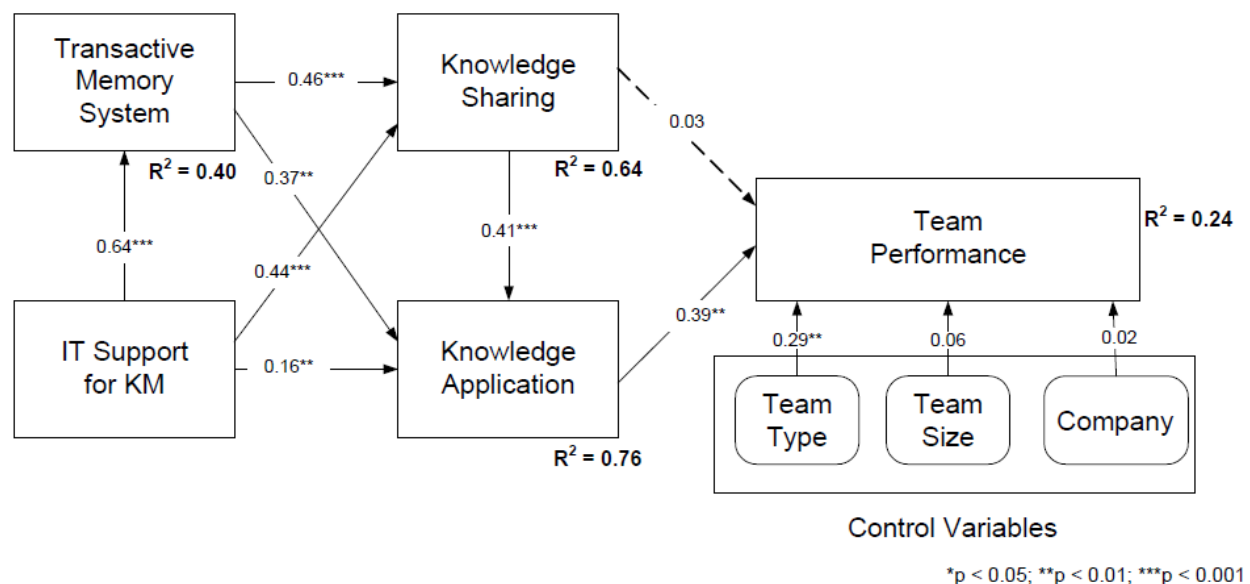 Transactive
Memory
System
R² = 0.40
0.46***
Knowledge
Sharing
R² = 0.64
0.03
0.37**
0.64***
0.44***
0.41***
Team
Performance
R² = 0.24
IT Support
for KM
0.16**
Knowledge
Application
R² = 0.76
0.39**
0.29**
0.06
0.02
Team
Type
Team
Size
Company
Control Variables
*p < 0.05; **p < 0.01; ***p < 0.001